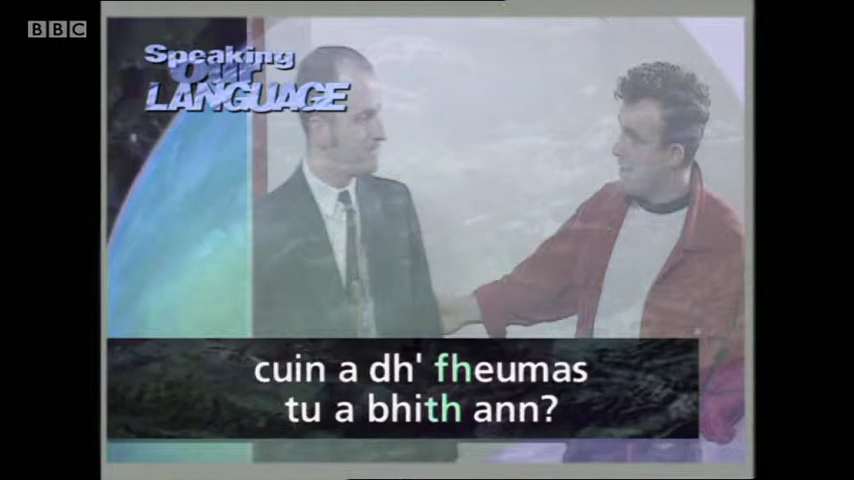 BBC
Speaking
our
LANGUAGE
cuin a dh' fheumas
tu a bhith ann?